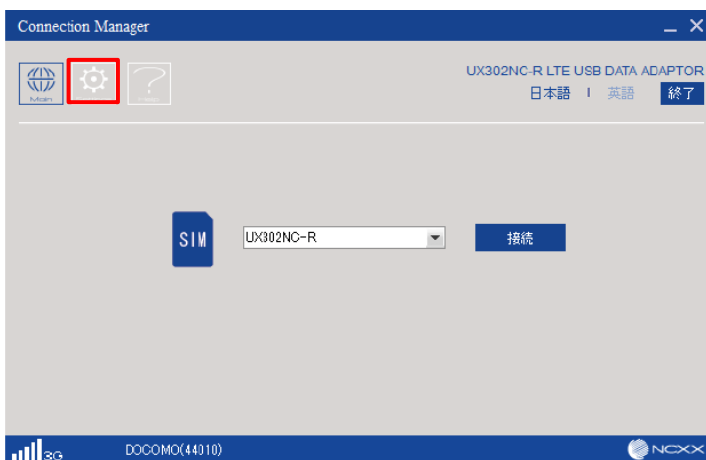 Connection Manager
UX302NC-R LTE USB DATA ADAPTOR
Main
日本語 | 英語 終了
SIM UX302NC-R 接続
3G DOCOMO(44010) NCXX